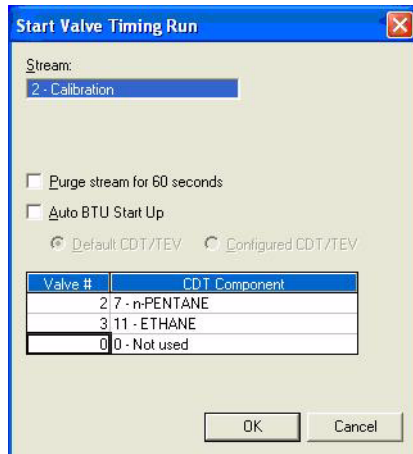 Start Valve Timing Run
Stream:
2 - Calibration
Purge stream for 60 seconds
Auto BTU Start Up
Default CDT/TEV Configured CDT/TEV
Valve # CDT Component
2 7 - n-PENTANE
3 11 - ETHANE
0 0 - Not used
OK Cancel